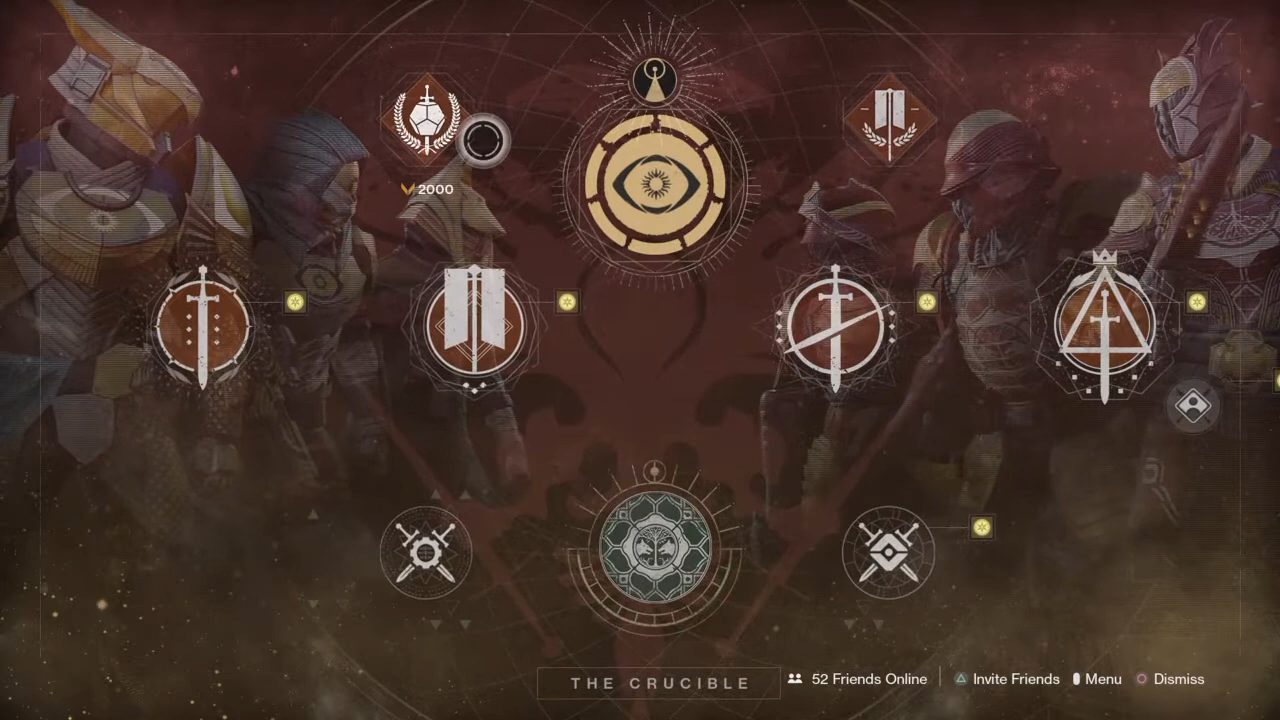 2000
THE CRUCIBLE
52 Friends Online
Invite Friends
Menu
Dismiss